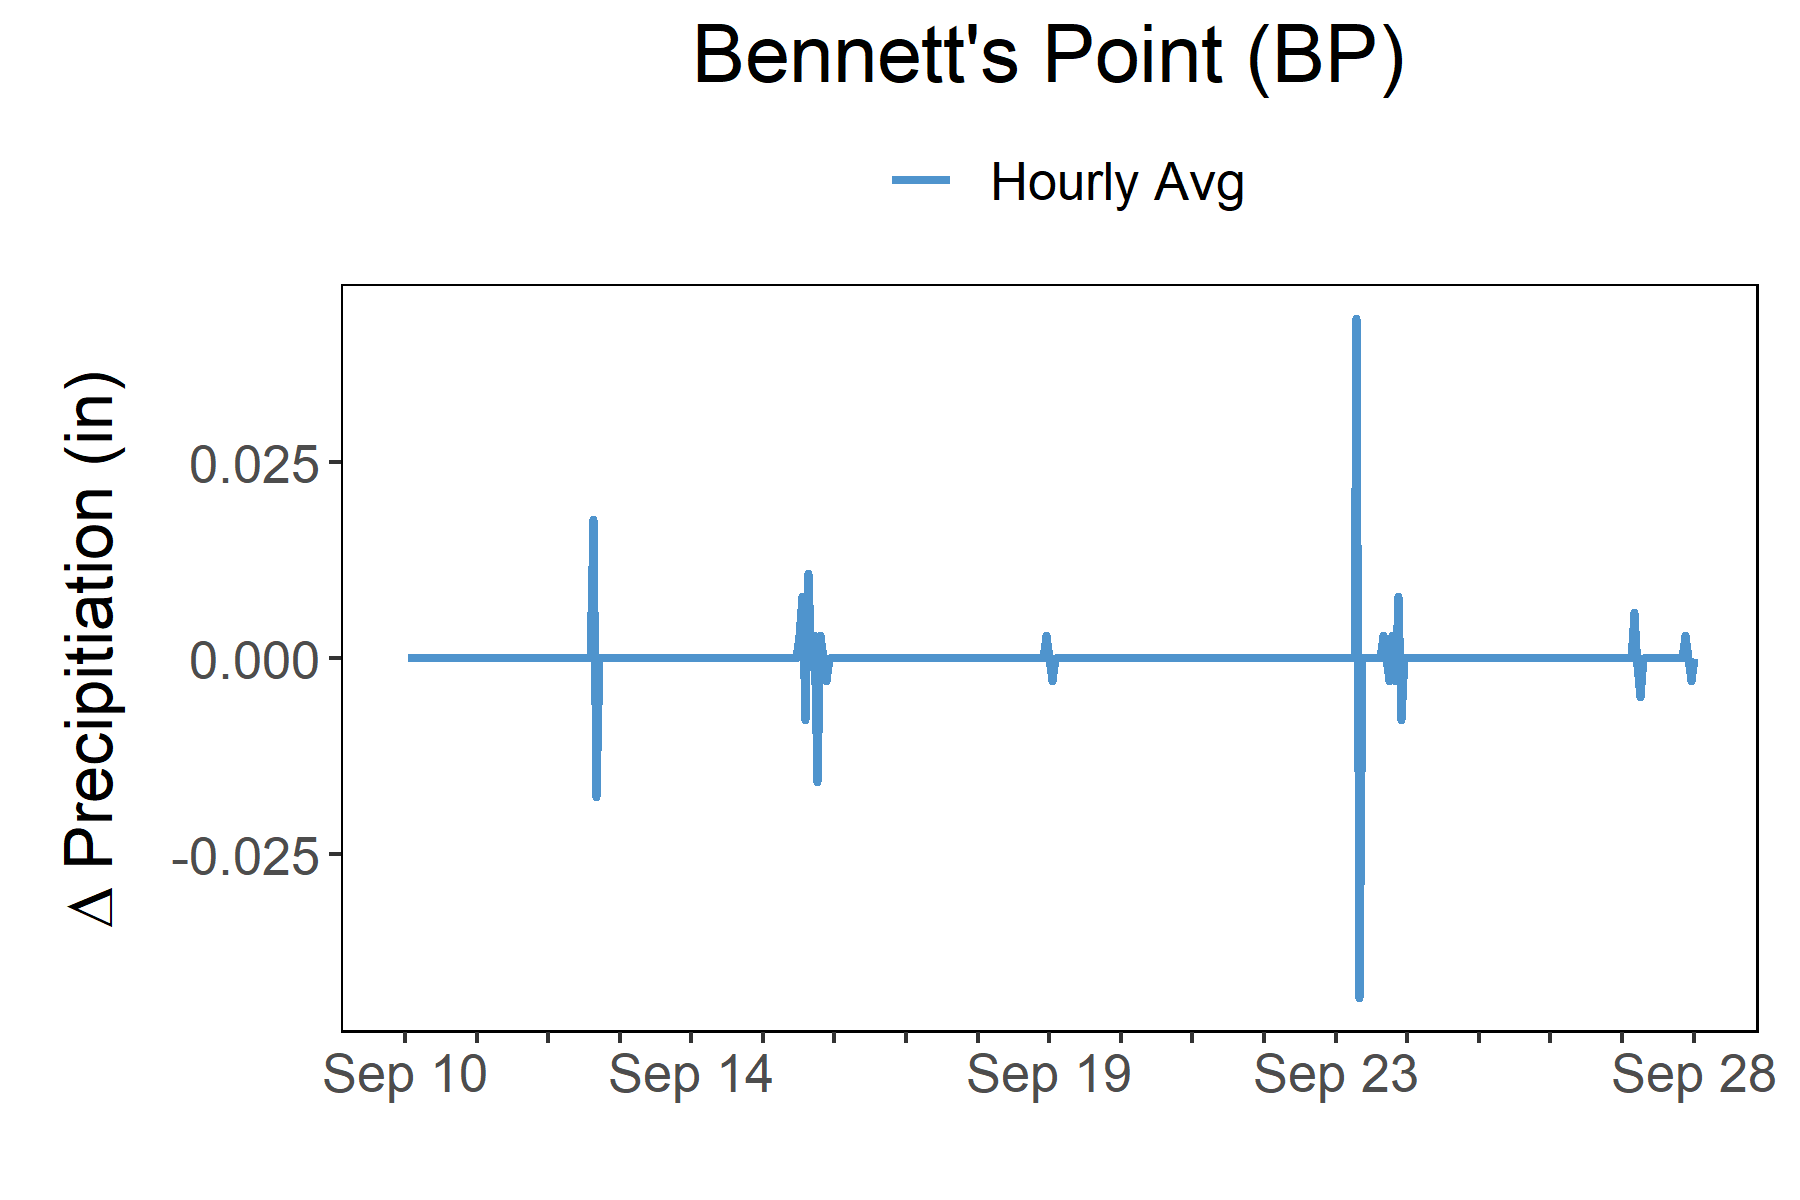 Bennett's Point (BP)
Hourly Avg
Δ Precipitiation (in)
0.025
0.000
-0.025
Sep 10 Sep 14 Sep 19 Sep 23 Sep 28